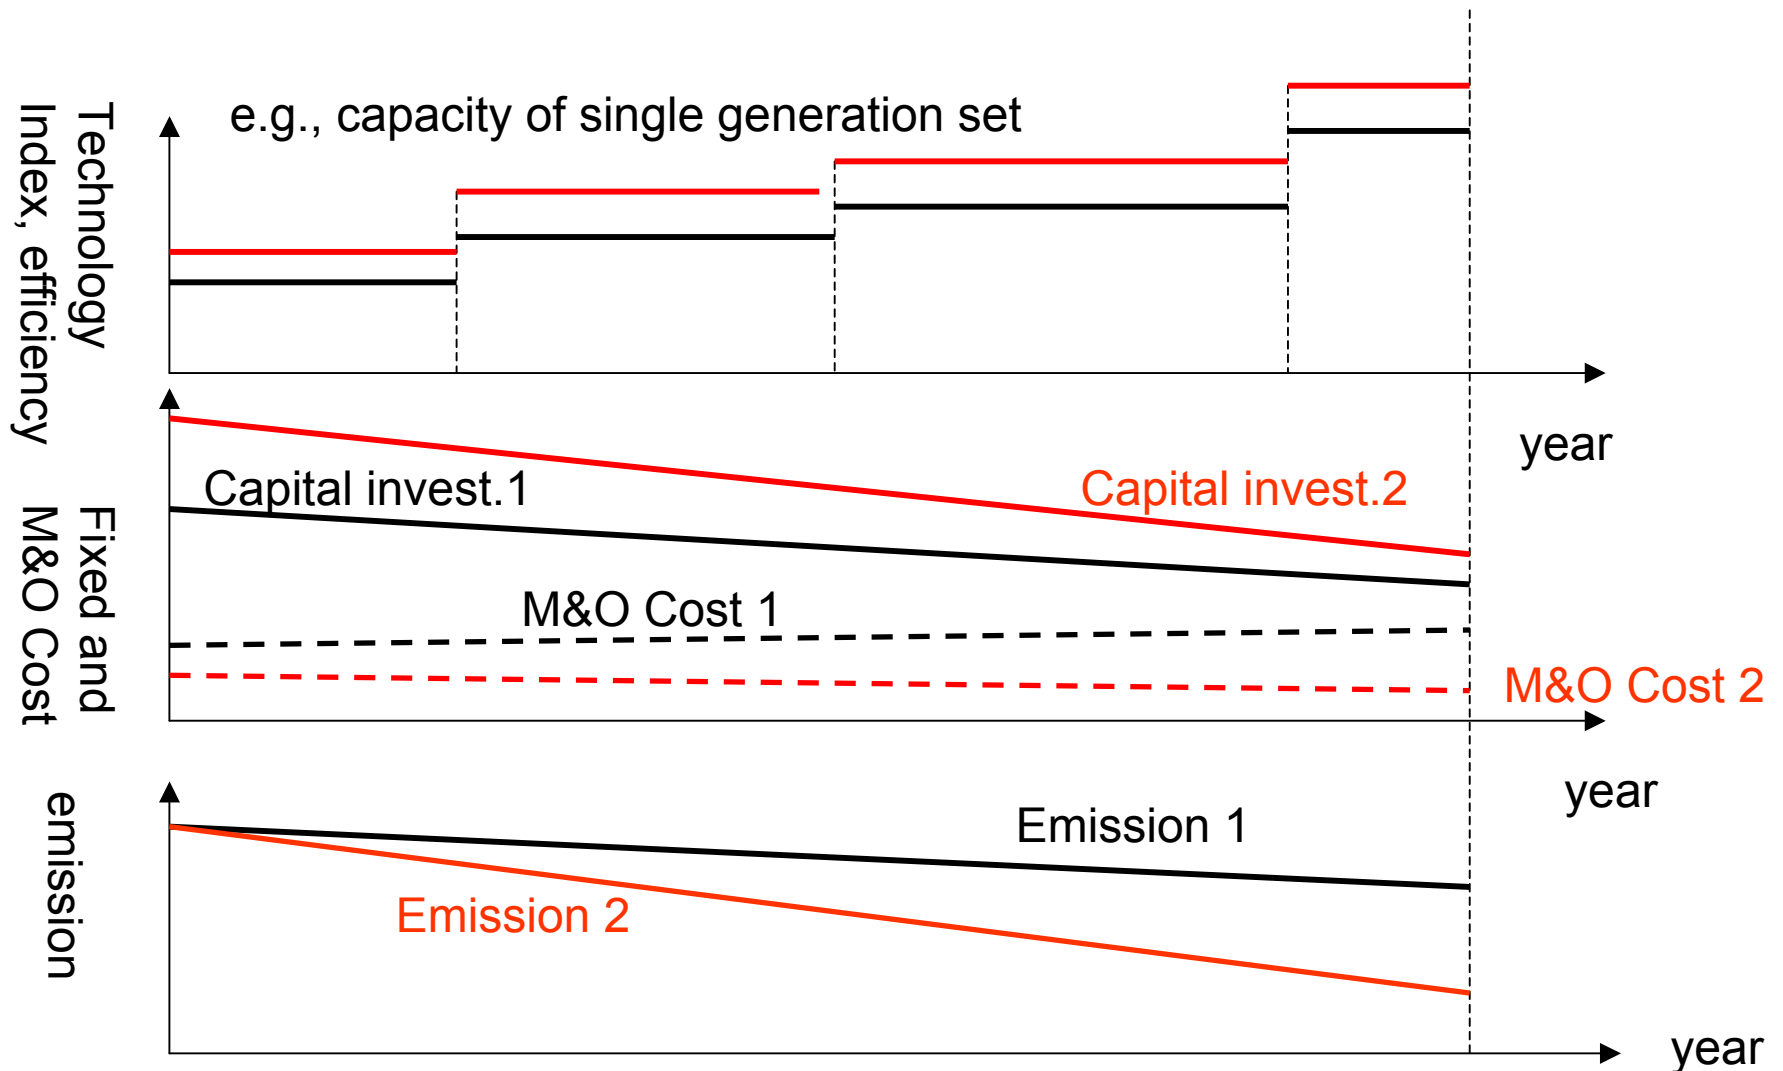 e.g., capacity of single generation set
Technology
Index, efficiency
year
Capital invest.1
Capital invest.2
Fixed and
M&O Cost
M&O Cost 1
M&O Cost 2
year
emission
Emission 1
Emission 2
year